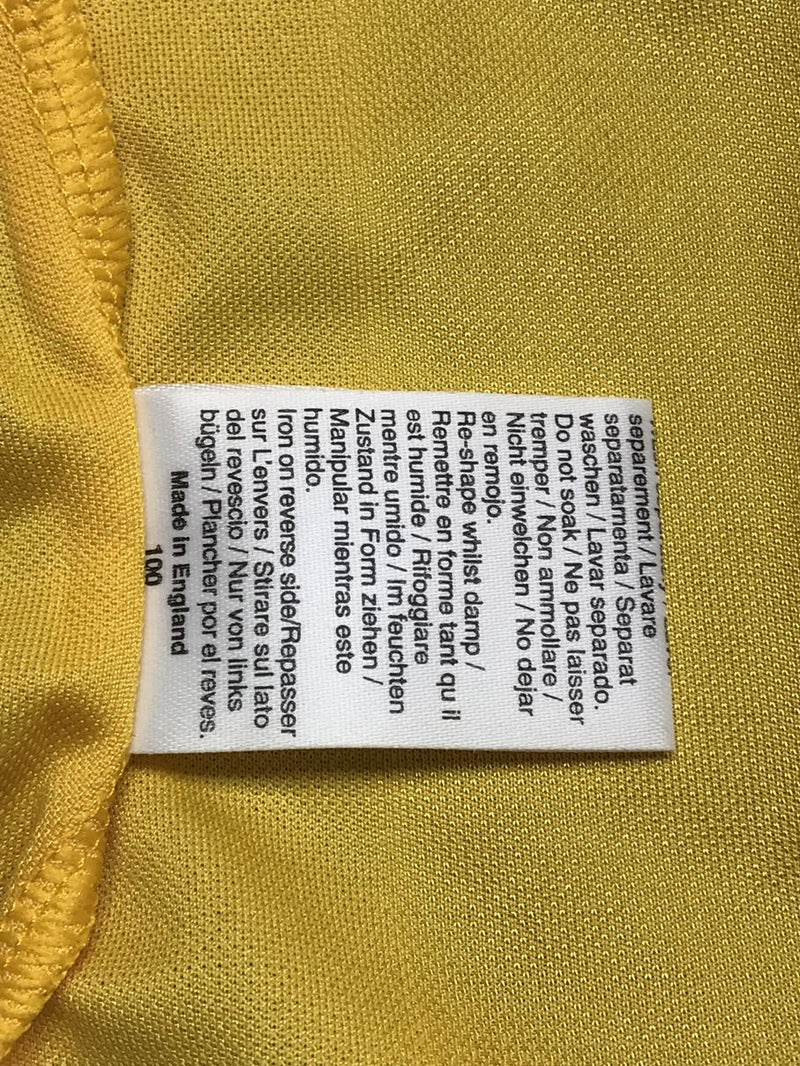 separement / Lavare
separatamenta / Separat
waschen / Lavar separado.
Do not soak / Ne pas laisser
tremper / Non ammollare /
Nicht einweichen / No dejar
en remojo.
Re-shape whilst damp /
Remettre en forme tant qu il
est humide / Rifoggiare
mentre umido / Im feuchten
Zustand in Form ziehen /
Manipular mientras este
humido.
Iron on reverse side/Repasser
sur L'envers / Stirare sul lato
del revescio / Nur von links
bügeln / Plancher por el reves.
Made in England
100